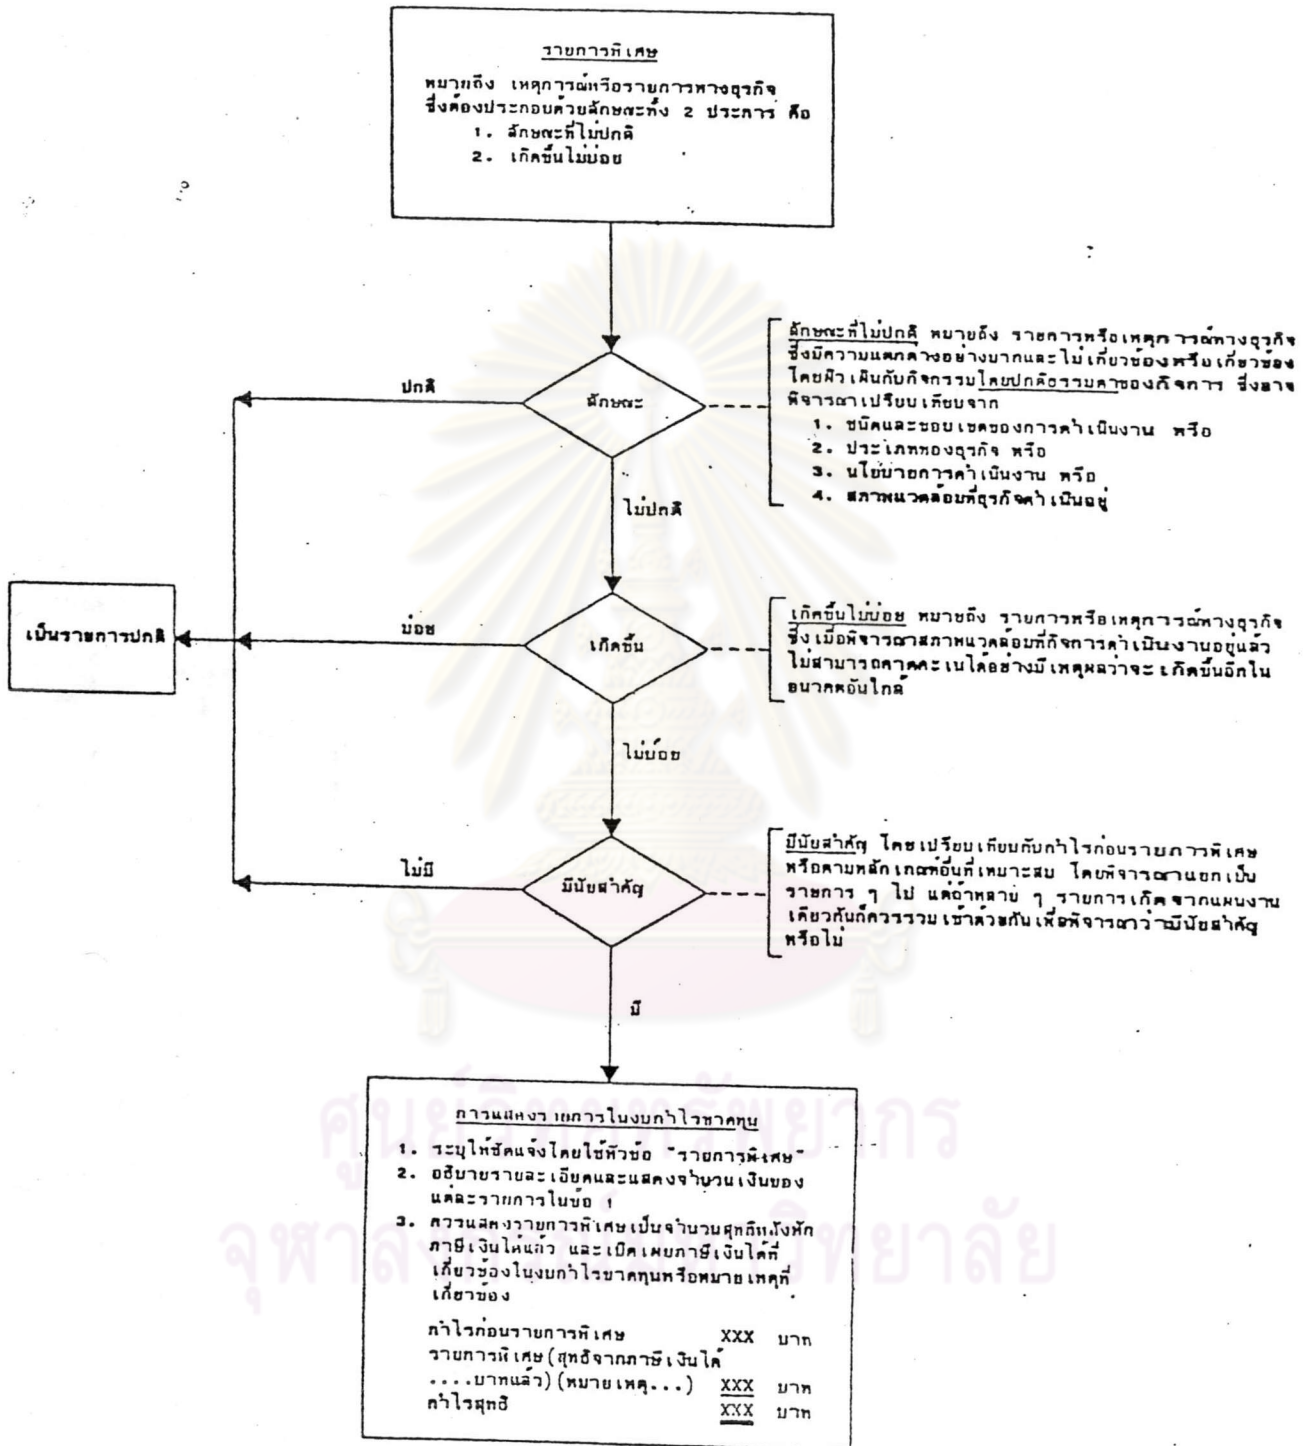 รายการพิเศษ
หมายถึง เหตุการณ์หรือรายการทางธุรกิจ
ซึ่งต้องประกอบด้วยลักษณะทั้ง 2 ประการ คือ
1. ลักษณะที่ไม่ปกติ
2. เกิดขึ้นไม่บ่อย
ลักษณะที่ไม่ปกติ หมายถึง รายการหรือเหตุการณ์ทางธุรกิจ
ซึ่งมีความแตกต่างอย่างมากและไม่เกี่ยวข้องหรือเกี่ยวข้อง
โดยผิวเผินกับกิจกรรมโดยปกติธรรมดาของกิจการ ซึ่งอาจ
พิจารณาเปรียบเทียบจาก
1. ชนิดและขอบเขตของการดำเนินงาน หรือ
2. ประเภทของธุรกิจ หรือ
3. นโยบายการดำเนินงาน หรือ
4. สภาพแวดล้อมที่ธุรกิจดำเนินอยู่
ปกติ
ลักษณะ
ไม่ปกติ
เป็นรายการปกติ
บ่อย
เกิดขึ้น
เกิดขึ้นไม่บ่อย หมายถึง รายการหรือเหตุการณ์ทางธุรกิจ
ซึ่งเมื่อพิจารณาสภาพแวดล้อมที่กิจการดำเนินงานอยู่แล้ว
ไม่สามารถคาดคะเนได้อย่างมีเหตุผลว่าจะเกิดขึ้นอีกใน
อนาคตอันใกล้
ไม่บ่อย
ไม่มี
มีนัยสำคัญ
มีนัยสำคัญ โดยเปรียบเทียบกับกำไรก่อนรายการพิเศษ
หรือตามหลักเกณฑ์อื่นที่เหมาะสม โดยพิจารณาแยกเป็น
รายการ ๆ ไป แต่ถ้าหลาย ๆ รายการเกิดจากแผนงาน
เดียวกันก็ควรรวมเข้าด้วยกันเพื่อพิจารณาว่ามีนัยสำคัญ
หรือไม่
มี
การแสดงรายการในงบกำไรขาดทุน
1. ระบุให้ชัดแจ้งโดยใช้หัวข้อ "รายการพิเศษ"
2. อธิบายรายละเอียดและแสดงจำนวนเงินของ
แต่ละรายการในข้อ 1
3. ควรแสดงรายการพิเศษเป็นจำนวนสุทธิหลังหัก
ภาษีเงินได้แล้ว และเปิดเผยภาษีเงินได้ที่
เกี่ยวข้องในงบกำไรขาดทุนหรือหมายเหตุที่
เกี่ยวข้อง
กำไรก่อนรายการพิเศษ XXX บาท
รายการพิเศษ(สุทธิจากภาษีเงินได้
....บาทแล้ว)(หมายเหตุ...) XXX บาท
กำไรสุทธิ XXX บาท
ศูนย์วิทยทรัพยากร
จุฬาลงกรณ์มหาวิทยาลัย